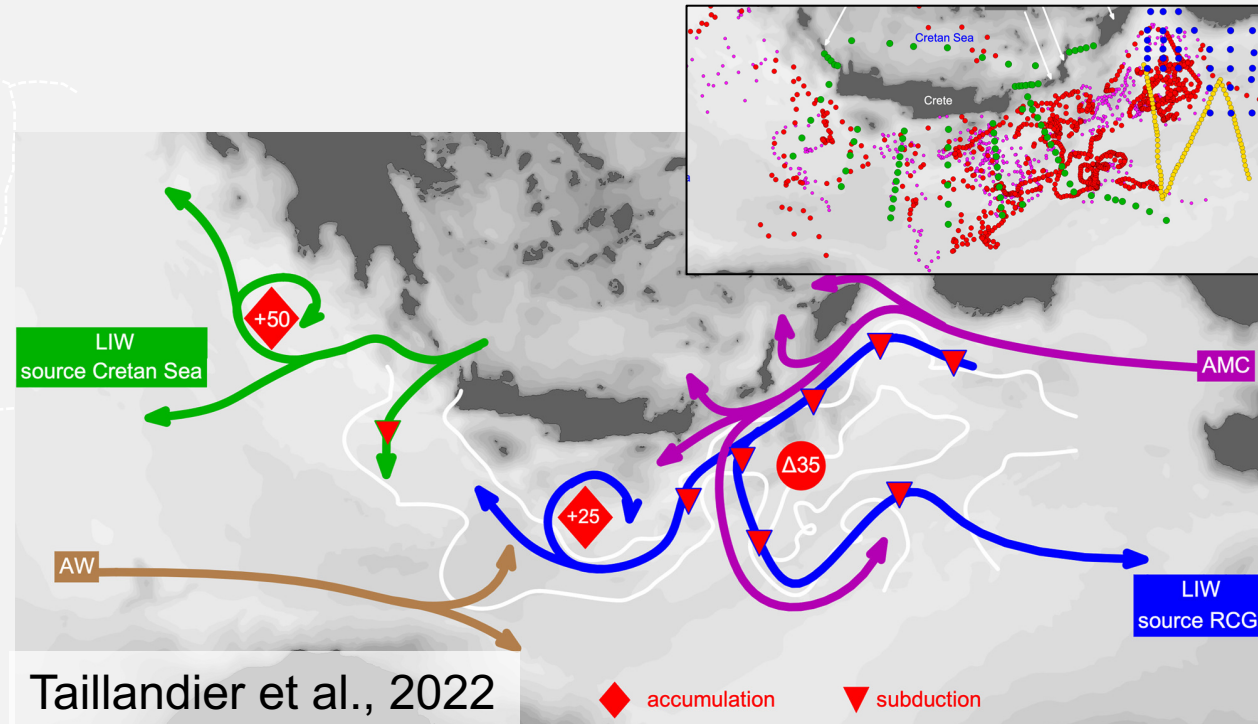 Cretan Sea
Crete
a
+50
LIW
source Cretan Sea
AMC
Δ35
+25
AW
LIW
source RCG
Taillandier et al., 2022
accumulation
subduction